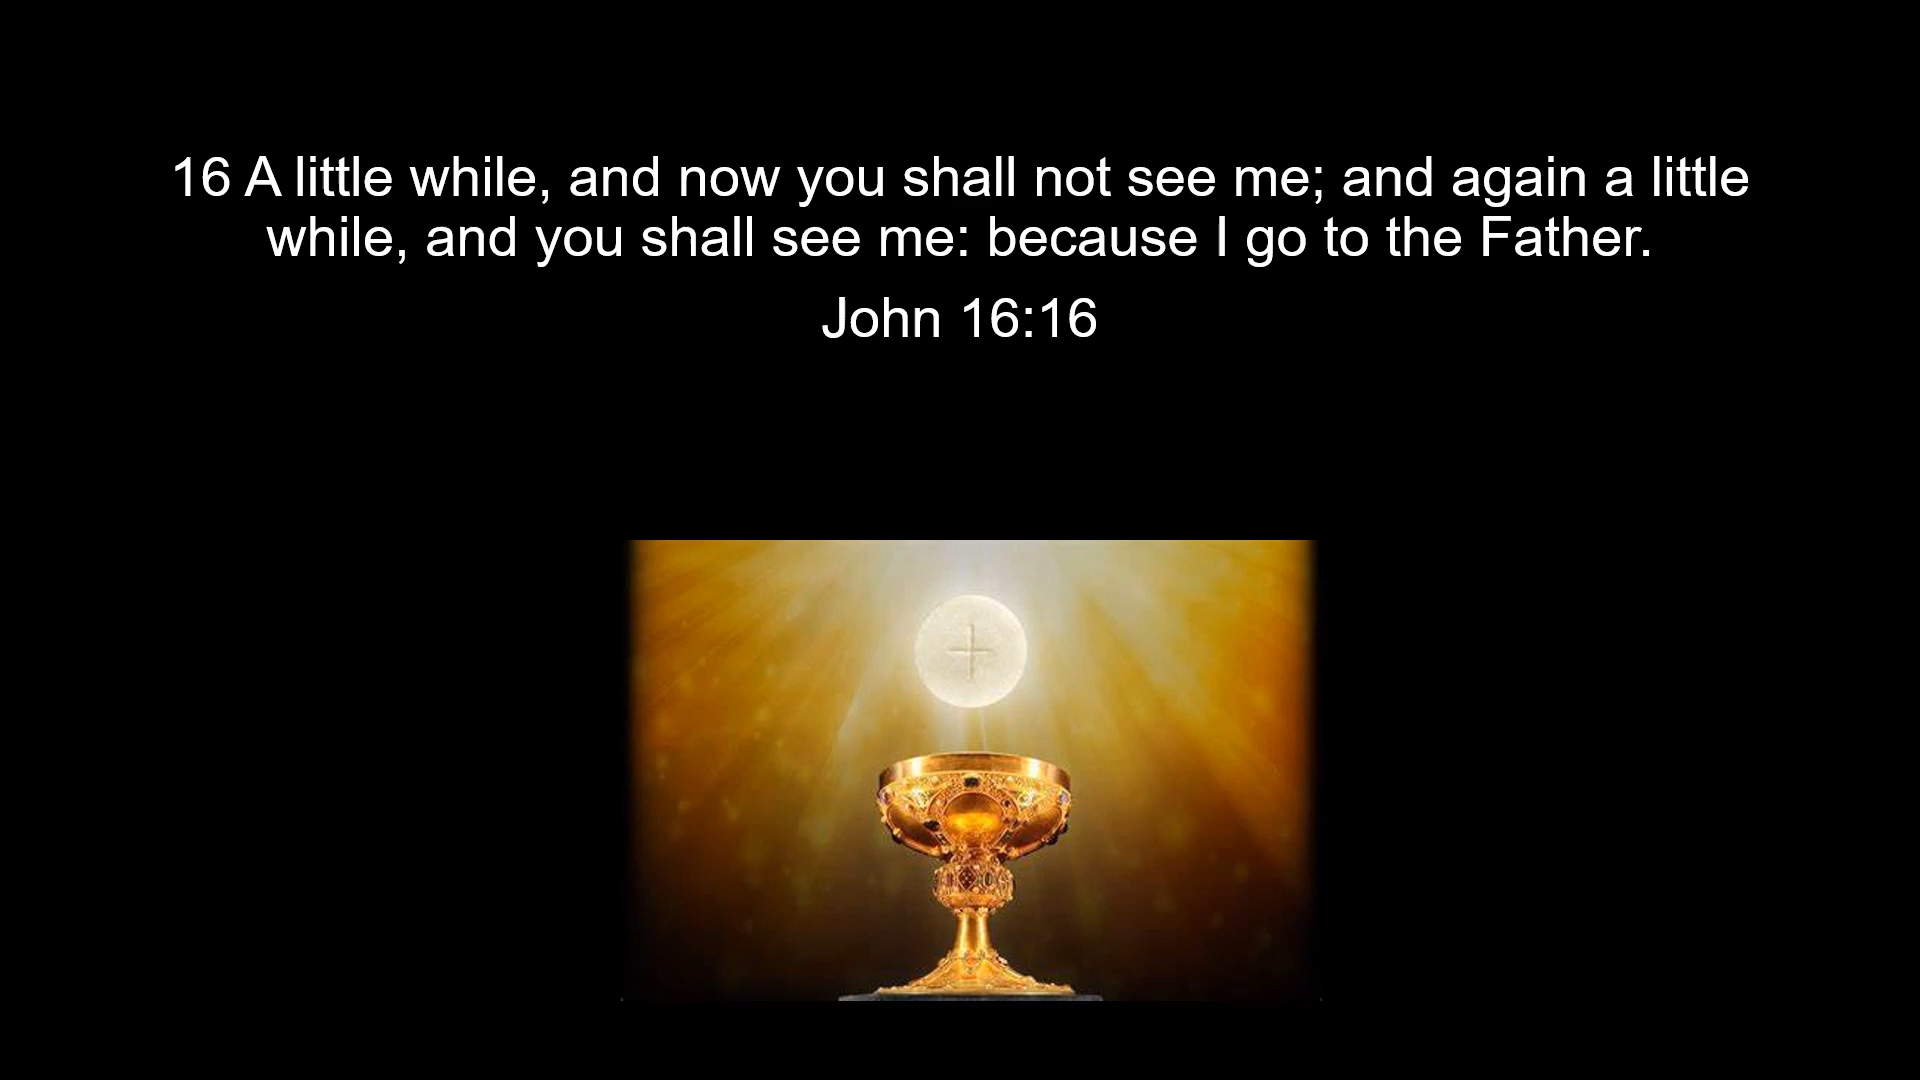 16 A little while, and now you shall not see me; and again a little
while, and you shall see me: because I go to the Father.
John 16:16